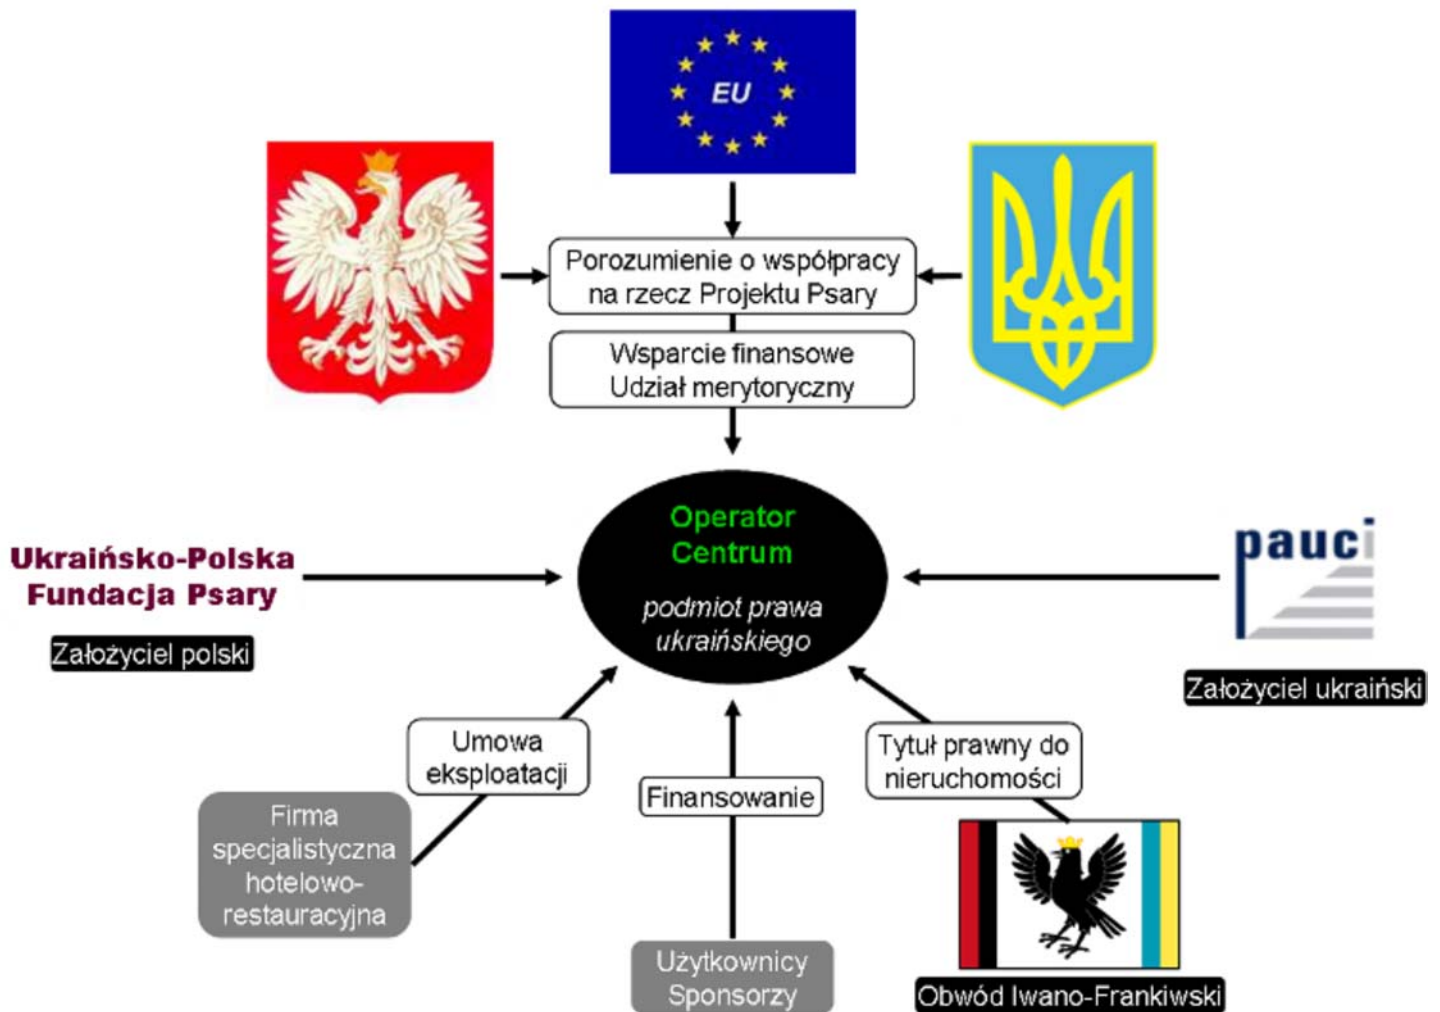 EU
Porozumienie o współpracy
na rzecz Projektu Psary
Wsparcie finansowe
Udział merytoryczny
Operator
Centrum
podmiot prawa
ukraińskiego
Ukraińsko-Polska
Fundacja Psary
Założyciel polski
pauci
Założyciel ukraiński
Umowa
eksploatacji
Finansowanie
Tytuł prawny do
nieruchomości
Firma
specjalistyczna
hotelowo-
restauracyjna
Użytkownicy
Sponsorzy
Obwód Iwano-Frankiwski